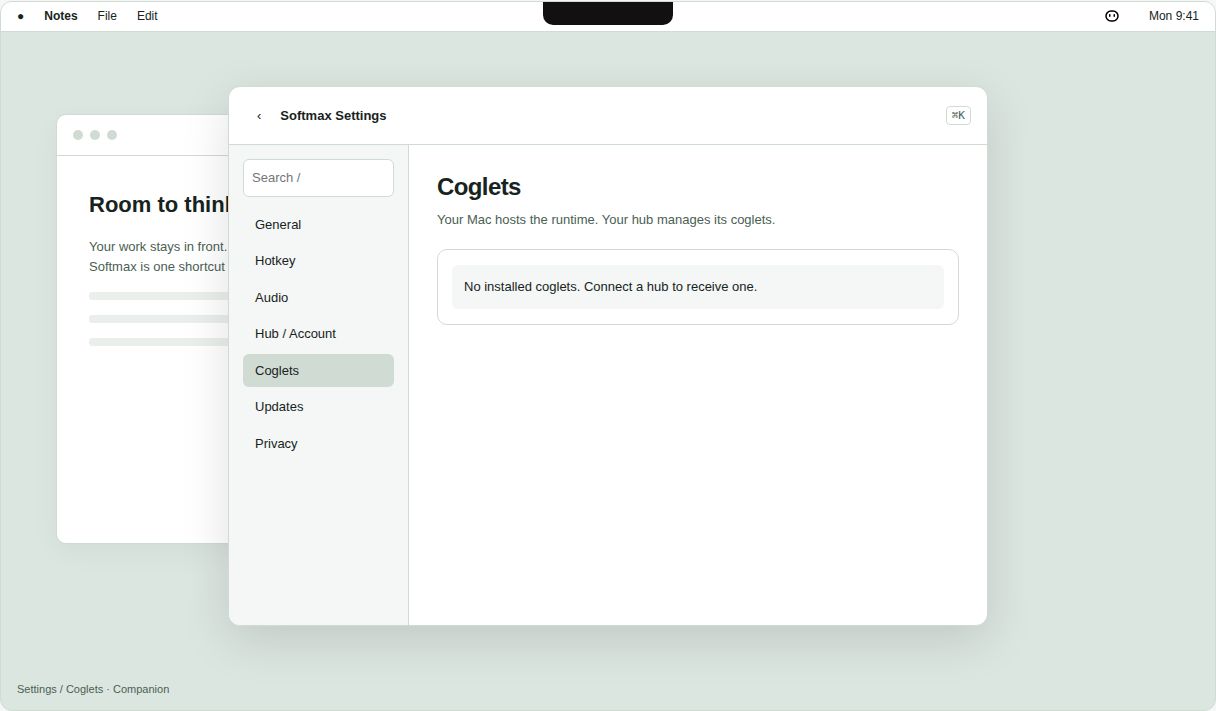 Notes File Edit
Mon 9:41
‹ Softmax Settings
⌘K
Room to
Your work stays in front.
Softmax is one shortcut
Search /
General
Hotkey
Audio
Hub / Account
Coglets
Updates
Privacy
Coglets
Your Mac hosts the runtime. Your hub manages its coglets.
No installed coglets. Connect a hub to receive one.
Settings / Coglets · Companion